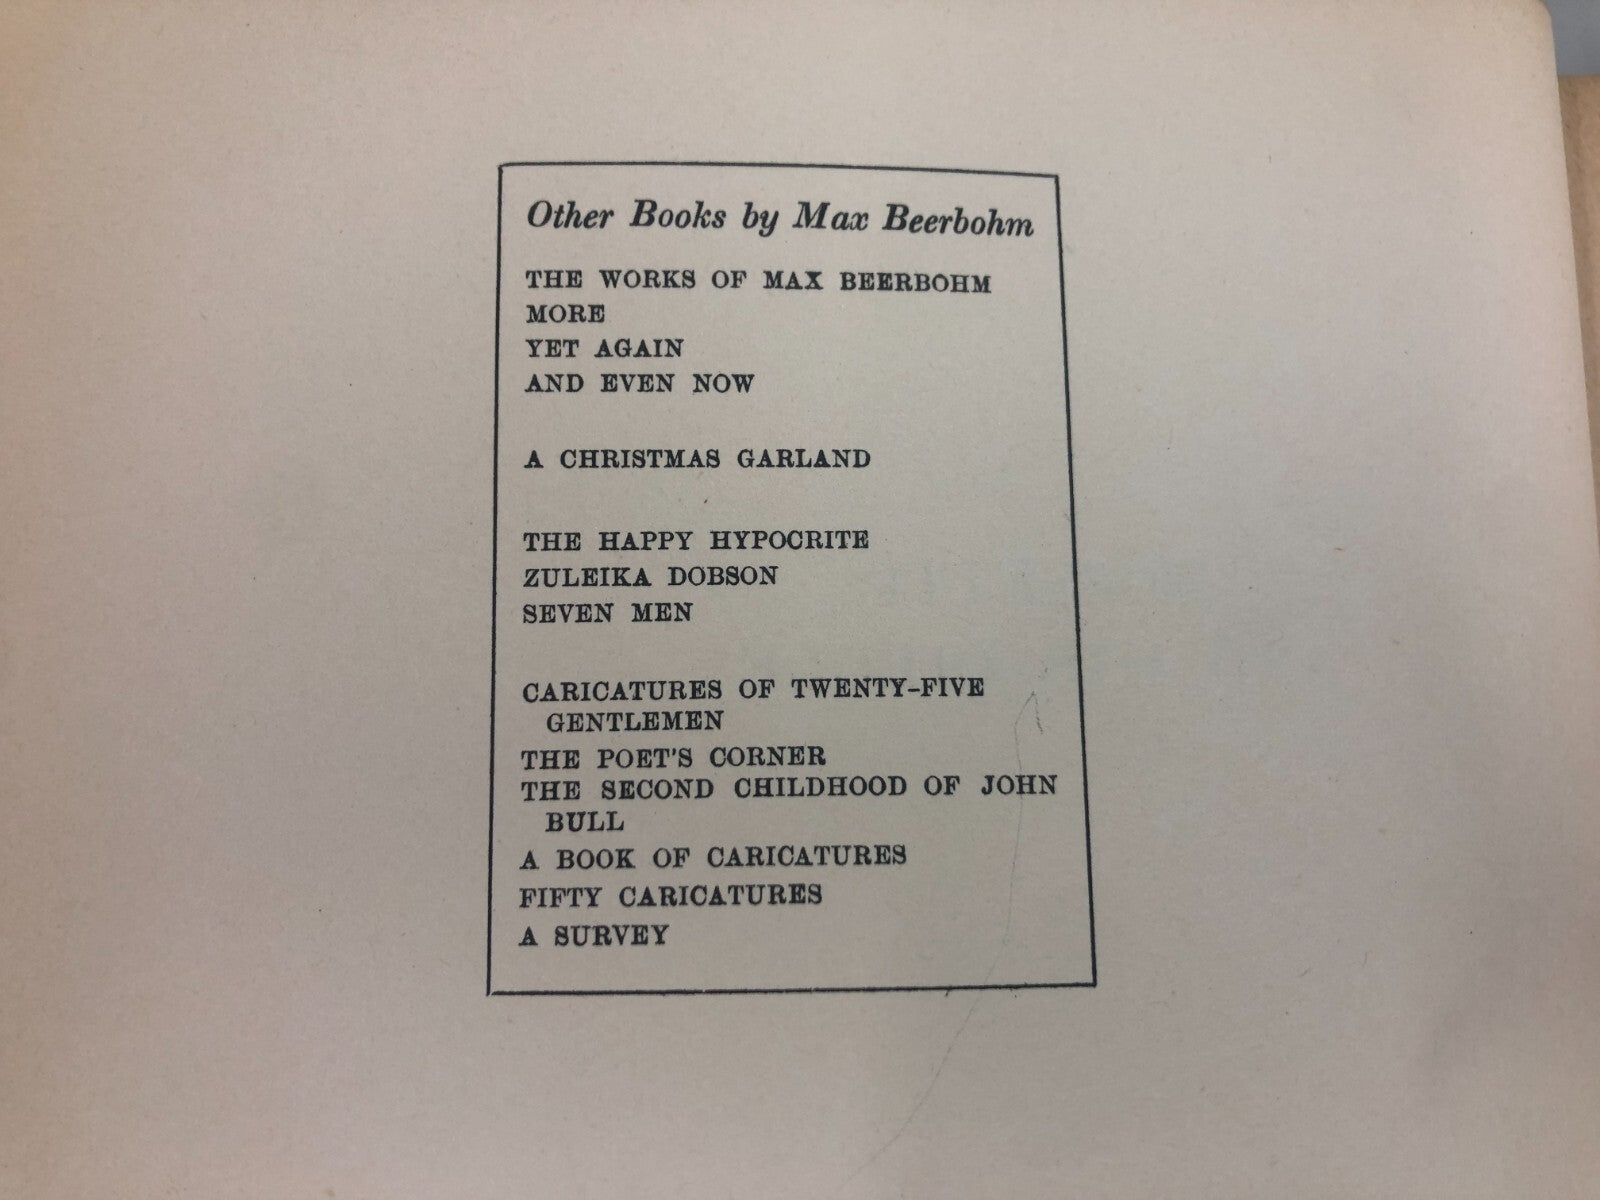 Other Books by Max Beerbohm
THE WORKS OF MAX BEERBOHM
MORE
YET AGAIN
AND EVEN NOW
A CHRISTMAS GARLAND
THE HAPPY HYPOCRITE
ZULEIKA DOBSON
SEVEN MEN
CARICATURES OF TWENTY-FIVE
GENTLEMEN
THE POET'S CORNER
THE SECOND CHILDHOOD OF JOHN
BULL
A BOOK OF CARICATURES
FIFTY CARICATURES
A SURVEY